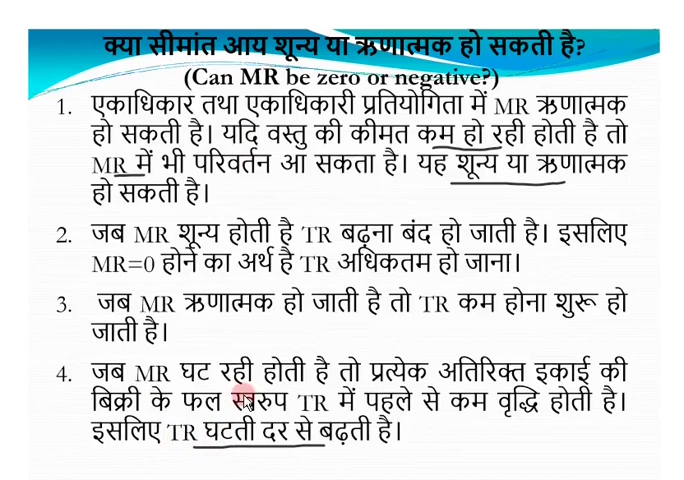 क्या सीमांत आय शून्य या ऋणात्मक हो सकती है?
(Can MR be zero or negative?)
1. एकाधिकार तथा एकाधिकारी प्रतियोगिता में MR ऋणात्मक
हो सकती है। यदि वस्तु की कीमत कम हो रही होती है तो
MR में भी परिवर्तन आ सकता है। यह शून्य या ऋणात्मक
हो सकती है।
2. जब MR शून्य होती है TR बढ़ना बंद हो जाती है। इसलिए
MR=0 होने का अर्थ है TR अधिकतम हो जाना।
3. जब MR ऋणात्मक हो जाती है तो TR कम होना शुरू हो
जाती है।
4. जब MR घट रही होती है तो प्रत्येक अतिरिक्त इकाई की
बिक्री के फल स्वरुप TR में पहले से कम वृद्धि होती है।
इसलिए TR घटती दर से बढ़ती है।